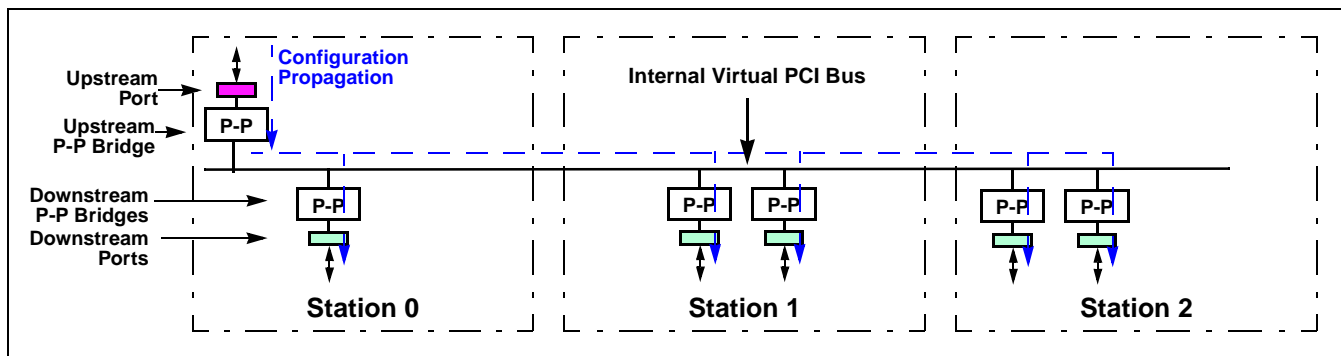 Configuration
Propagation
Upstream
Port
Internal Virtual PCI Bus
Upstream
P-P Bridge
P-P
Downstream
P-P Bridges
P-P
P-P
P-P
P-P
P-P
Downstream
Ports
Station 0
Station 1
Station 2